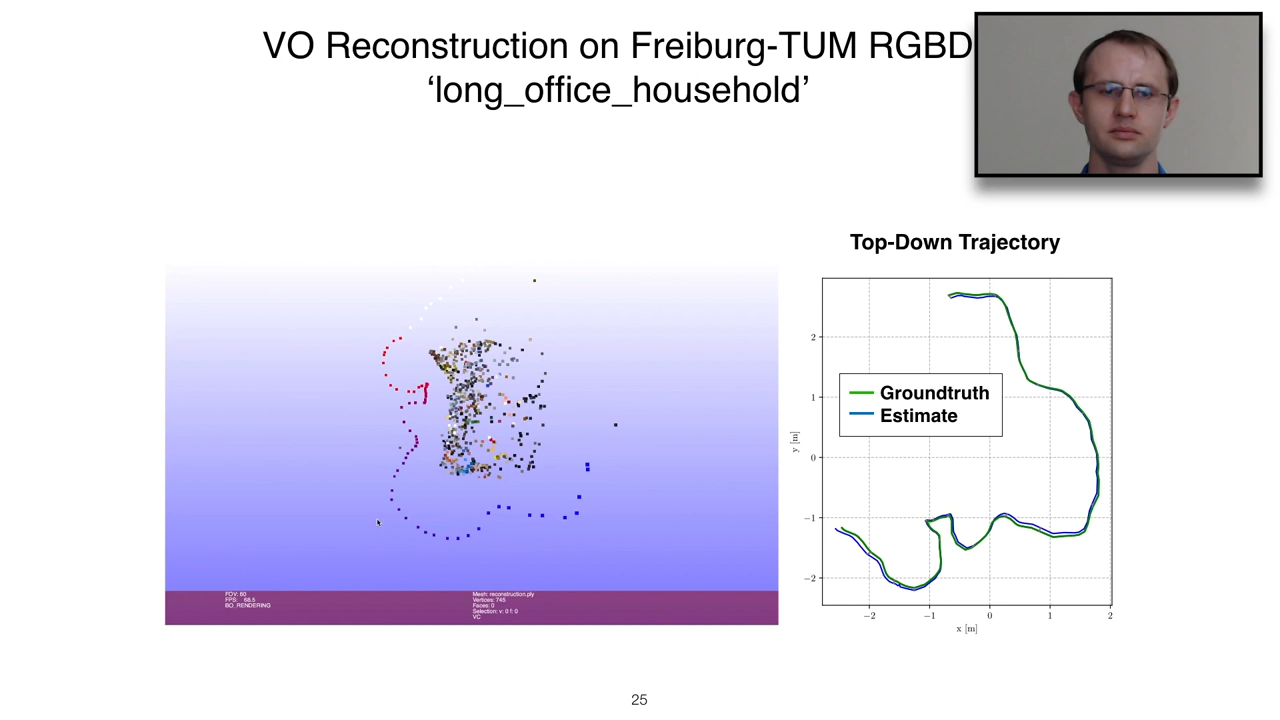 VO Reconstruction on Freiburg-TUM RGBD
‘long_office_household’
Top-Down Trajectory
Groundtruth
Estimate
2
1
0
−1
−2
y [m]
−2
−1
0
1
2
x [m]
FOV: 60
FPS: 68.5
BO_RENDERING
Mesh: reconstruction.ply
Vertices: 745
Faces: 0
Selection: v: 0 f: 0
VC
25